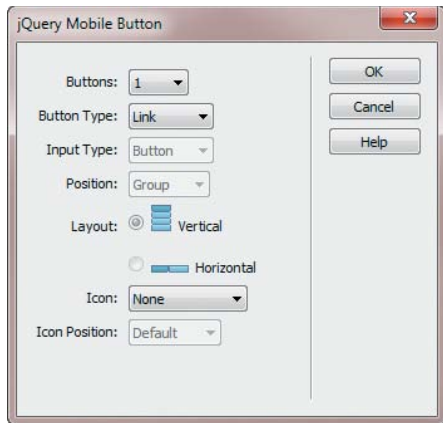 jQuery Mobile Button
Buttons: 1
OK
Button Type: Link
Cancel
Input Type: Button
Help
Position: Group
Layout: Vertical
Horizontal
Icon: None
Icon Position: Default